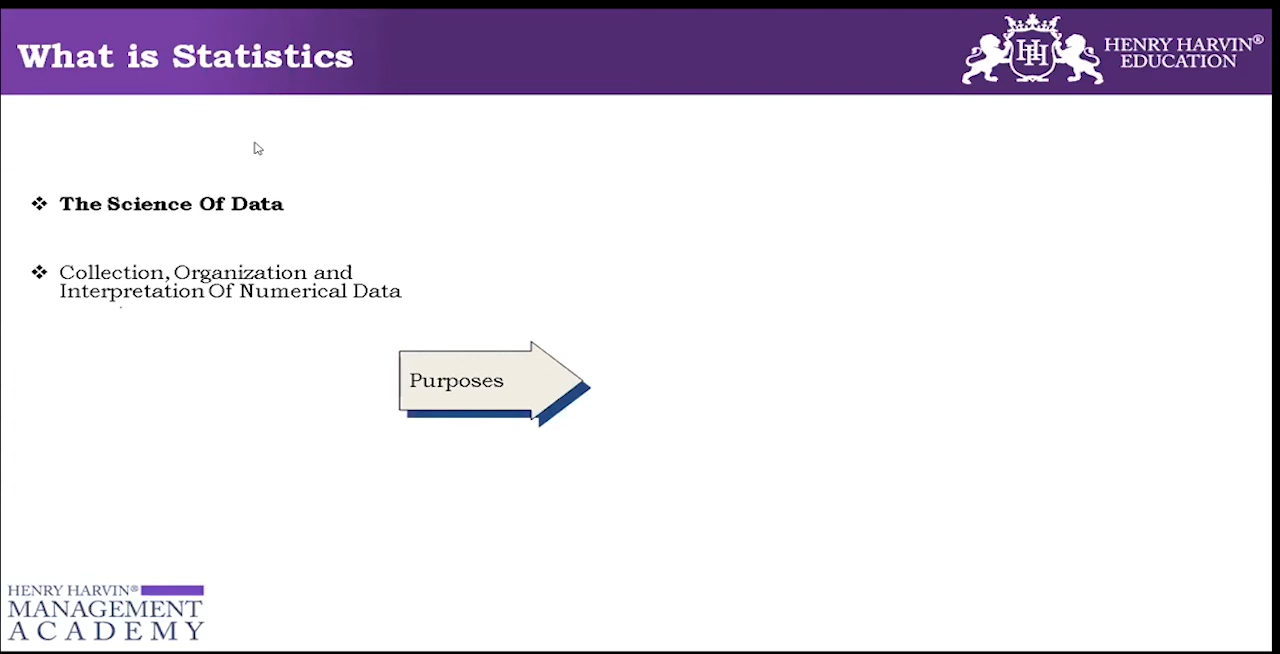 What is Statistics
HENRY HARVIN®
EDUCATION
The Science Of Data
Collection, Organization and
Interpretation Of Numerical Data
Purposes
HENRY HARVIN®
MANAGEMENT
ACADEMY